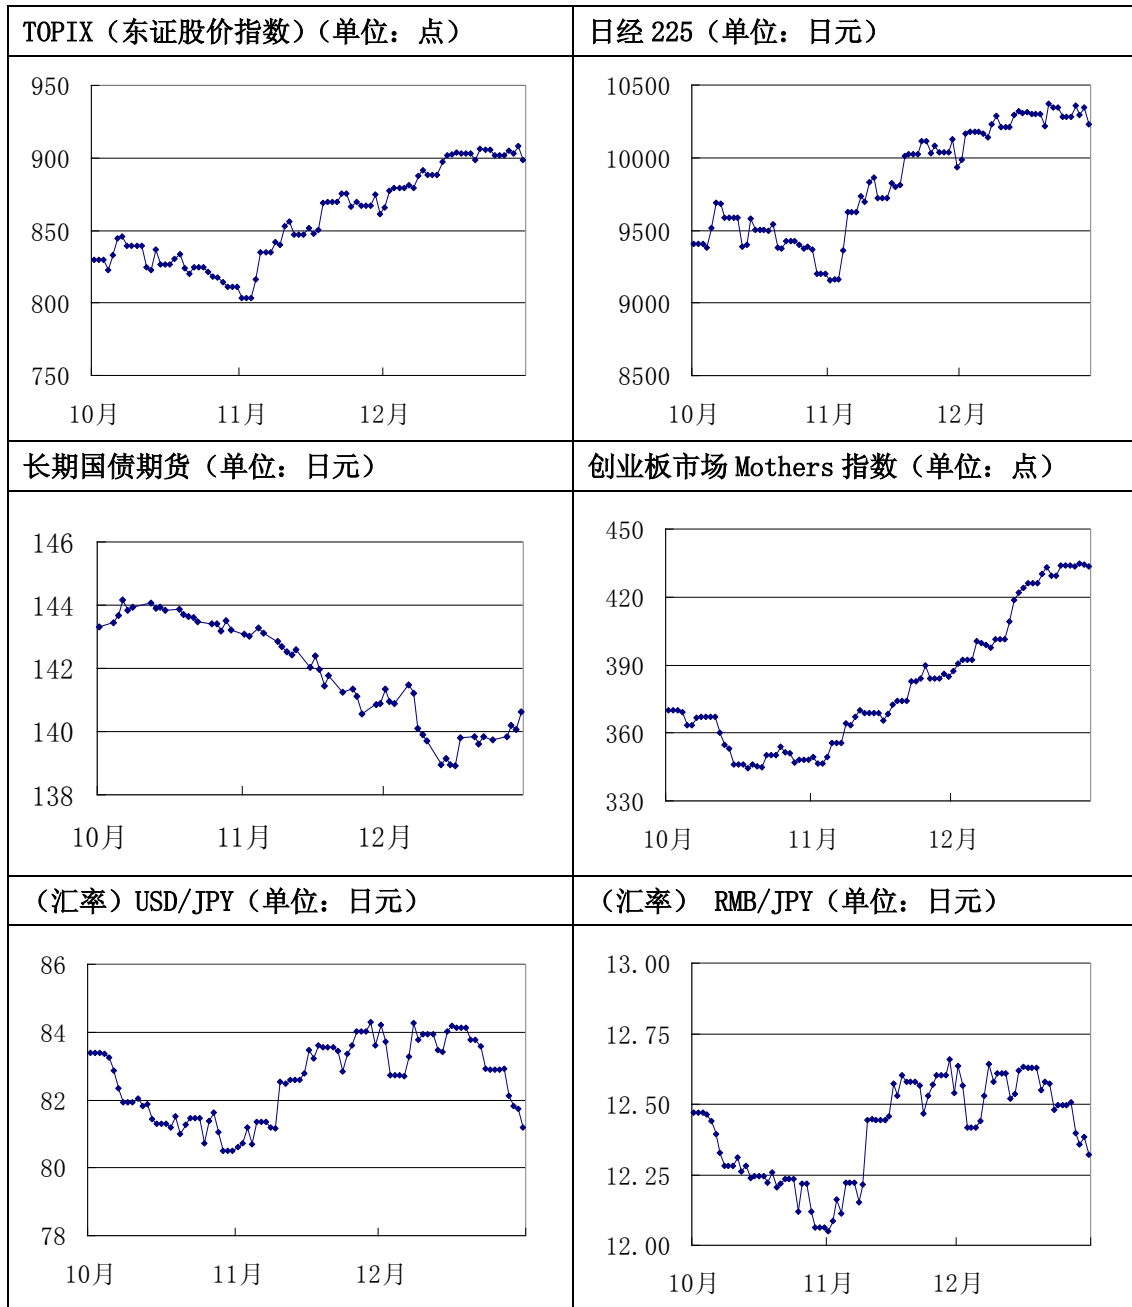 TOPIX（东证股价指数）（单位：点）
日经 225（单位：日元）
950
900
850
800
750
10月
11月
12月
10500
10000
9500
9000
8500
10月
11月
12月
长期国债期货（单位：日元）
创业板市场 Mothers 指数（单位：点）
146
144
142
140
138
10月
11月
12月
450
420
390
360
330
10月
11月
12月
（汇率）USD/JPY（单位：日元）
（汇率） RMB/JPY（单位：日元）
86
84
82
80
78
10月
11月
12月
13.00
12.75
12.50
12.25
12.00
10月
11月
12月